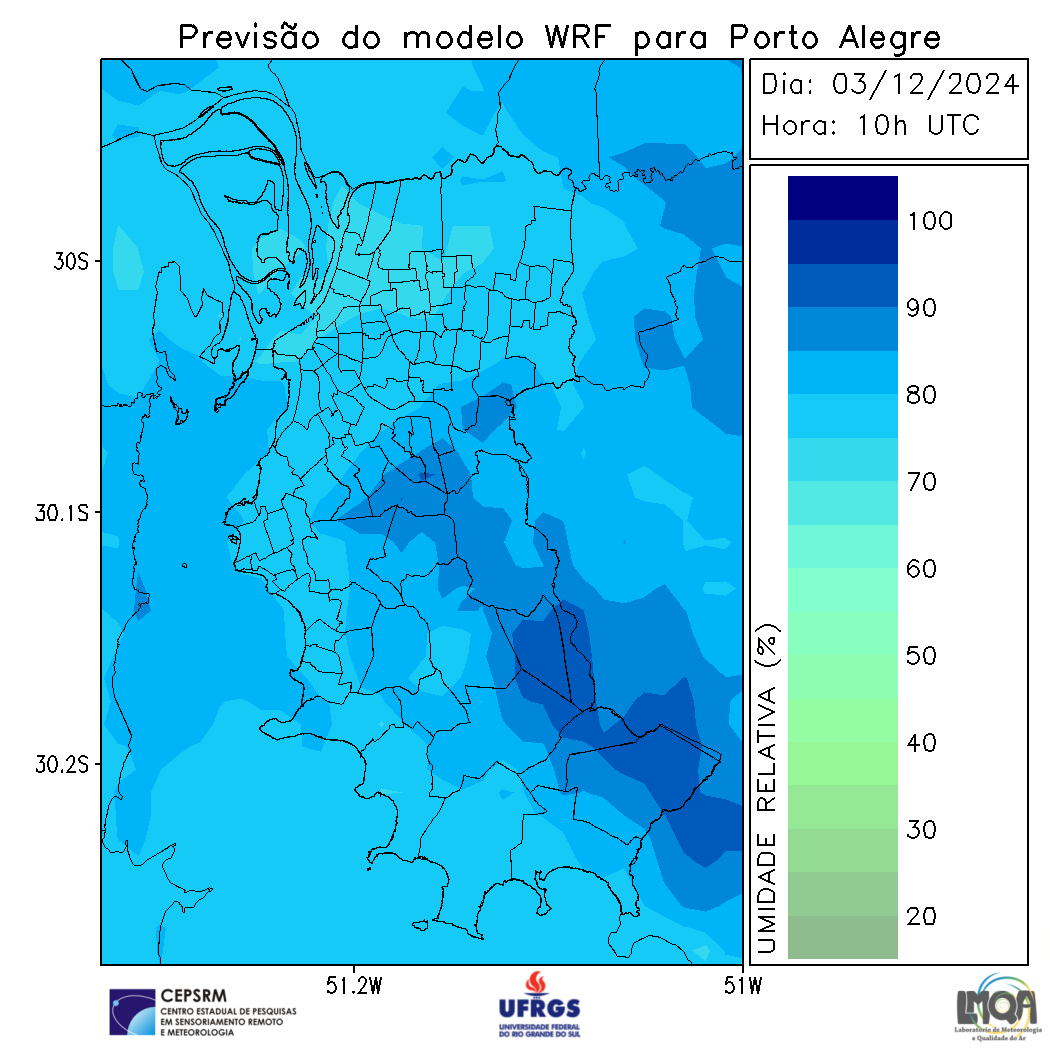 Previsão do modelo WRF para Porto Alegre
Dia: 03/12/2024
Hora: 10h UTC
30S
30.1S
30.2S
51.2W
51W
100
90
80
70
60
50
40
30
20
UMIDADE RELATIVA (%)
CEPSRM
CENTRO ESTADUAL DE PESQUISAS
EM SENSORIAMENTO REMOTO
E METEOROLOGIA
UFRGS
UNIVERSIDADE FEDERAL
DO RIO GRANDE DO SUL
LMQA
Laboratório de Meteorologia
e Qualidade do Ar